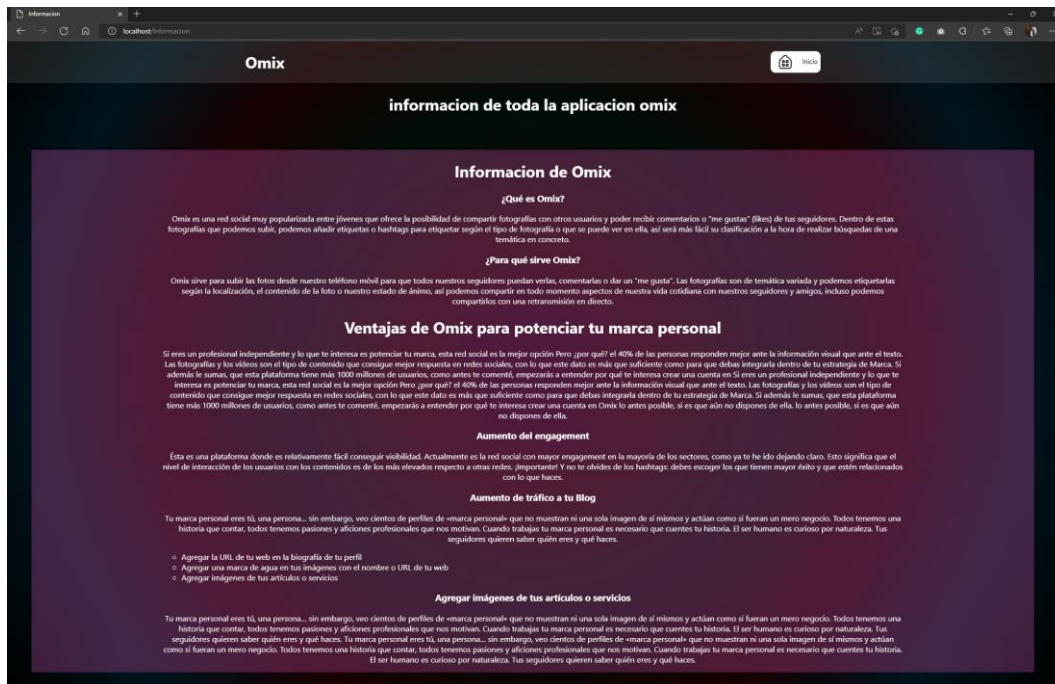 Informacion
localhost/Informacion
Omix
Inicio
informacion de toda la aplicacion omix
Informacion de Omix
¿Qué es Omix?
Omix es una red social muy popularizada entre jóvenes que ofrece la posibilidad de compartir fotografías con otros usuarios y poder recibir comentarios o "me gustas" (likes) de tus seguidores. Dentro de estas
fotografías que podemos subir, podemos añadir etiquetas o hashtags para etiquetar según el tipo de fotografía o que se puede ver en ella, así será más fácil su clasificación a la hora de realizar búsquedas de una
temática en concreto.
¿Para qué sirve Omix?
Omix sirve para subir las fotos desde nuestro teléfono móvil para que todos nuestros seguidores puedan verlas, comentarlas o dar un "me gusta". Las fotografías son de temática variada y podemos etiquetarlas
según la localización, el contenido de la foto o nuestro estado de ánimo, así podemos compartir en todo momento aspectos de nuestra vida cotidiana con nuestros seguidores y amigos, incluso podemos
compartirlos con una retransmisión en directo.
Ventajas de Omix para potenciar tu marca personal
Si eres un profesional independiente y lo que te interesa es potenciar tu marca, esta red social es la mejor opción Pero ¿por qué? el 40% de las personas responden mejor ante la información visual que ante el texto.
Las fotografías y los vídeos son el tipo de contenido que consigue mejor respuesta en redes sociales, con lo que este dato es más que suficiente como para que debas integrarla dentro de tu estrategia de Marca. Si
además le sumas, que esta plataforma tiene más 1000 millones de usuarios, como antes te comenté, empezarás a entender por qué te interesa crear una cuenta en Si eres un profesional independiente y lo que te
interesa es potenciar tu marca, esta red social es la mejor opción Pero ¿por qué? el 40% de las personas responden mejor ante la información visual que ante el texto. Las fotografías y los vídeos son el tipo de
contenido que consigue mejor respuesta en redes sociales, con lo que este dato es más que suficiente como para que debas integrarla dentro de tu estrategia de Marca. Si además le sumas, que esta plataforma
tiene más 1000 millones de usuarios, como antes te comenté, empezarás a entender por qué te interesa crear una cuenta en Omix lo antes posible, si es que aún no dispones de ella. lo antes posible, si es que aún
no dispones de ella.
Aumento del engagement
Ésta es una plataforma donde es relativamente fácil conseguir visibilidad. Actualmente es la red social con mayor engagement en la mayoría de los sectores, como ya te he ido dejando claro. Esto significa que el
nivel de interacción de los usuarios con los contenidos es de los más elevados respecto a otras redes. ¡Importante! Y no te olvides de los hashtags: debes escoger los que tienen mayor éxito y que estén relacionados
con lo que haces.
Aumento de tráfico a tu Blog
Tu marca personal eres tú, una persona... sin embargo, veo cientos de perfiles de «marca personal» que no muestran ni una sola imagen de sí mismos y actúan como si fueran un mero negocio. Todos tenemos una
historia que contar, todos tenemos pasiones y aficiones profesionales que nos motivan. Cuando trabajas tu marca personal es necesario que cuentes tu historia. El ser humano es curioso por naturaleza. Tus
seguidores quieren saber quién eres y qué haces.
Agregar la URL de tu web en la biografía de tu perfil
Agregar una marca de agua en tus imágenes con el nombre o URL de tu web
Agregar imágenes de tus artículos o servicios
Agregar imágenes de tus artículos o servicios
Tu marca personal eres tú, una persona... sin embargo, veo cientos de perfiles de «marca personal» que no muestran ni una sola imagen de sí mismos y actúan como si fueran un mero negocio. Todos tenemos una
historia que contar, todos tenemos pasiones y aficiones profesionales que nos motivan. Cuando trabajas tu marca personal es necesario que cuentes tu historia. El ser humano es curioso por naturaleza. Tus
seguidores quieren saber quién eres y qué haces. Tu marca personal eres tú, una persona... sin embargo, veo cientos de perfiles de «marca personal» que no muestran ni una sola imagen de sí mismos y actúan
como si fueran un mero negocio. Todos tenemos una historia que contar, todos tenemos pasiones y aficiones profesionales que nos motivan. Cuando trabajas tu marca personal es necesario que cuentes tu historia.
El ser humano es curioso por naturaleza. Tus seguidores quieren saber quién eres y qué haces.